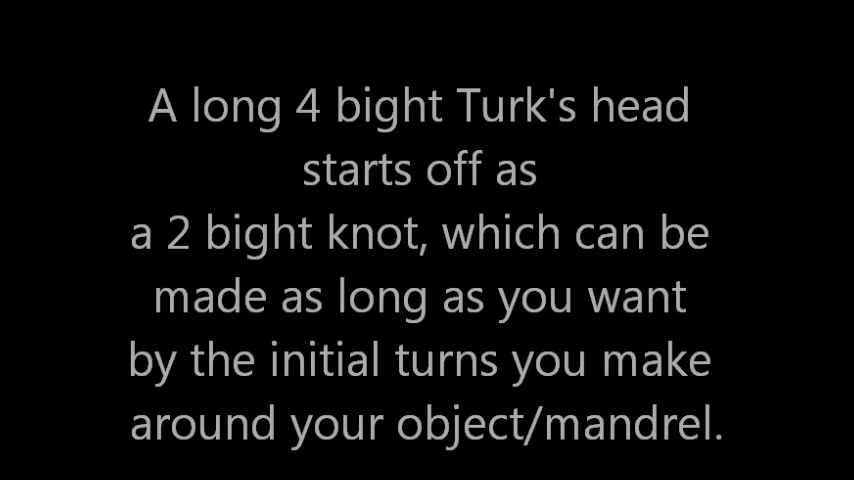 A long 4 bight Turk's head
starts off as
a 2 bight knot, which can be
made as long as you want
by the initial turns you make
around your object/mandrel.